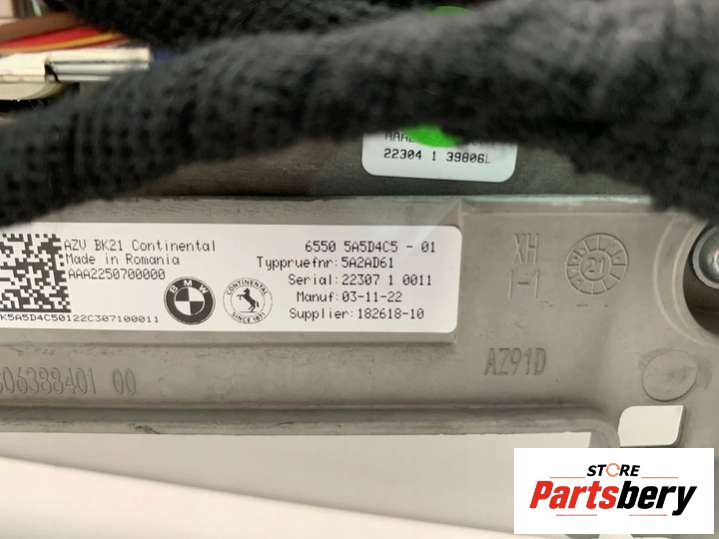 22304 1 39806L
AZV BK21 Continental
Made in Romania
AAA2250700000
BMW
CONTINENTAL
SINCE 1871
6550 5A5D4C5 - 01
Typpruefnr: 5A2AD61
Serial: 22307 1 0011
Manuf: 03-11-22
Supplier: 182618-10
K5A5D4C50122C307100011
XH
1-1
21
AZ91D
06388401 00
STORE
Partsbery